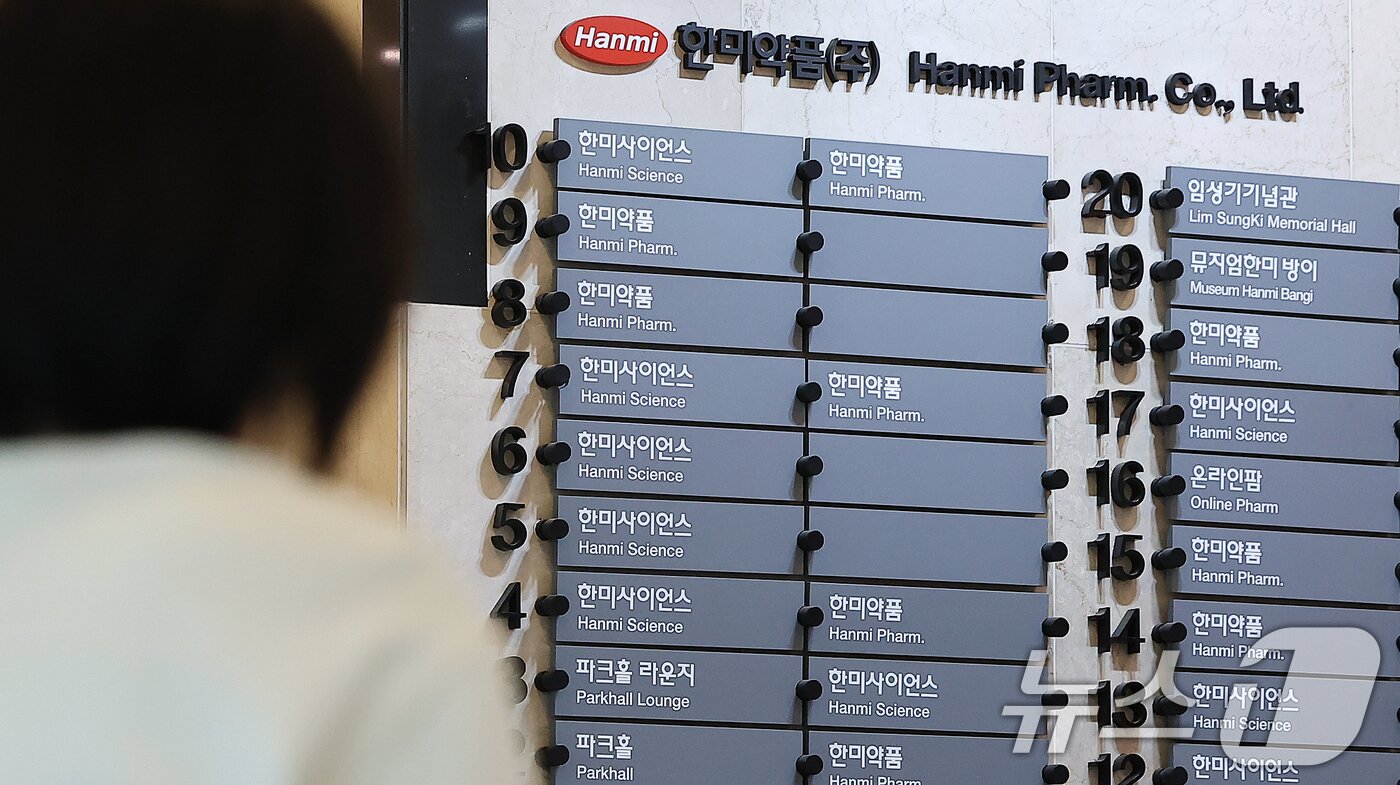 Hanmi 한미약품(주) Hanmi Pharm. Co., Ltd.
10
한미사이언스
Hanmi Science
한미약품
Hanmi Pharm.
9
한미약품
Hanmi Pharm.
8
한미약품
Hanmi Pharm.
7
한미사이언스
Hanmi Science
한미약품
Hanmi Pharm.
6
한미사이언스
Hanmi Science
5
한미사이언스
Hanmi Science
4
한미사이언스
Hanmi Science
한미약품
Hanmi Pharm.
3
파크홀 라운지
Parkhall Lounge
한미사이언스
Hanmi Science
파크홀
Parkhall
한미약품
Hanmi Pharm.
20
임성기기념관
Lim SungKi Memorial Hall
19
뮤지엄한미 방이
Museum Hanmi Bangi
18
한미약품
Hanmi Pharm.
17
한미사이언스
Hanmi Science
16
온라인팜
Online Pharm
15
한미약품
Hanmi Pharm.
14
한미약품
Hanmi Pharm.
13
한미사이언스
Hanmi Science
12
한미사이언스
뉴스1